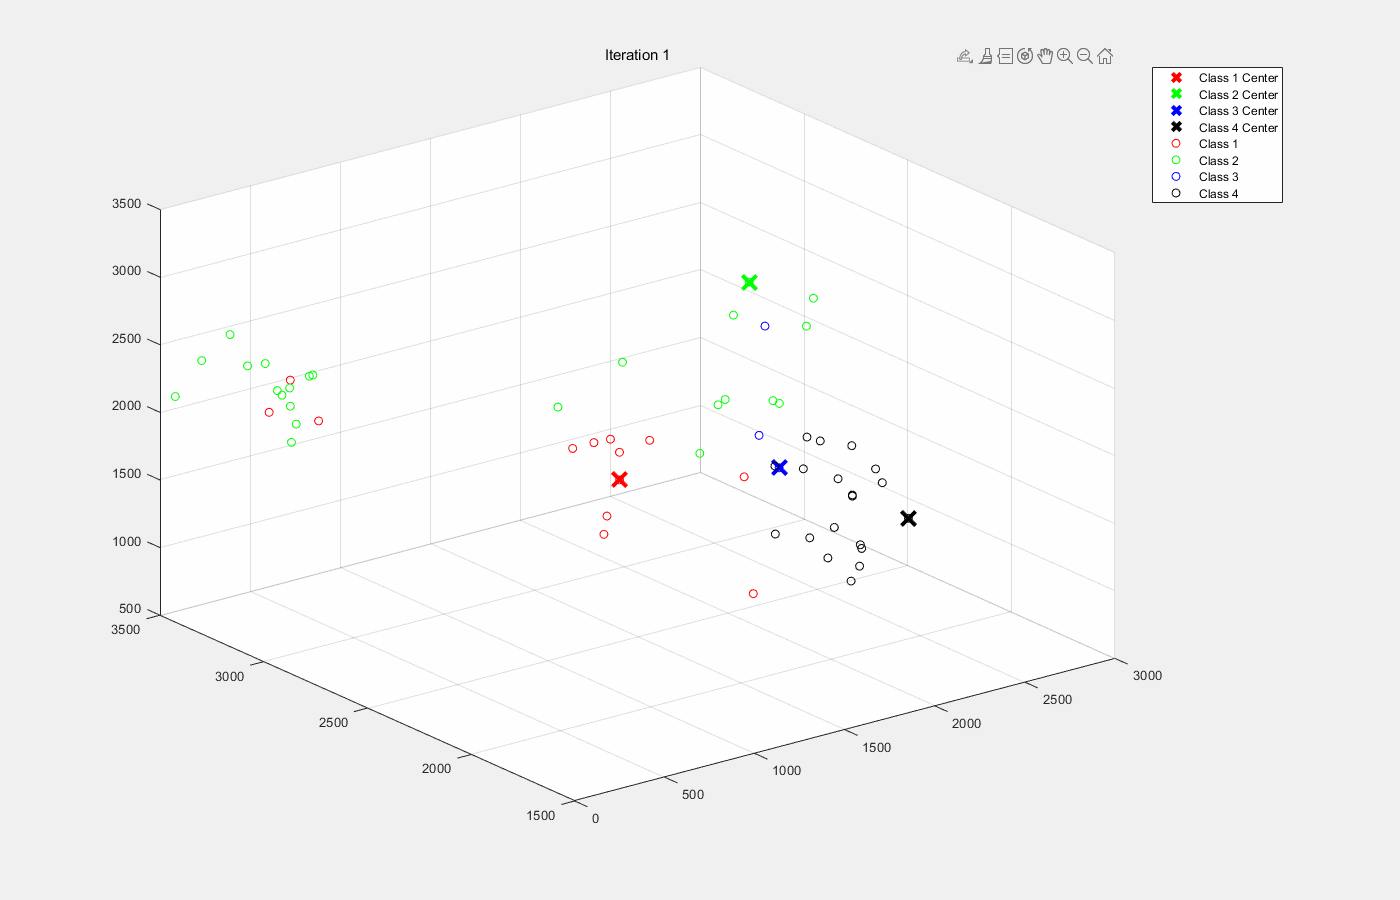 Iteration 1
Class 1 Center
Class 2 Center
Class 3 Center
Class 4 Center
Class 1
Class 2
Class 3
Class 4
3500
3000
2500
2000
1500
1000
500
3500
3000
2500
2000
1500
0
500
1000
1500
2000
2500
3000